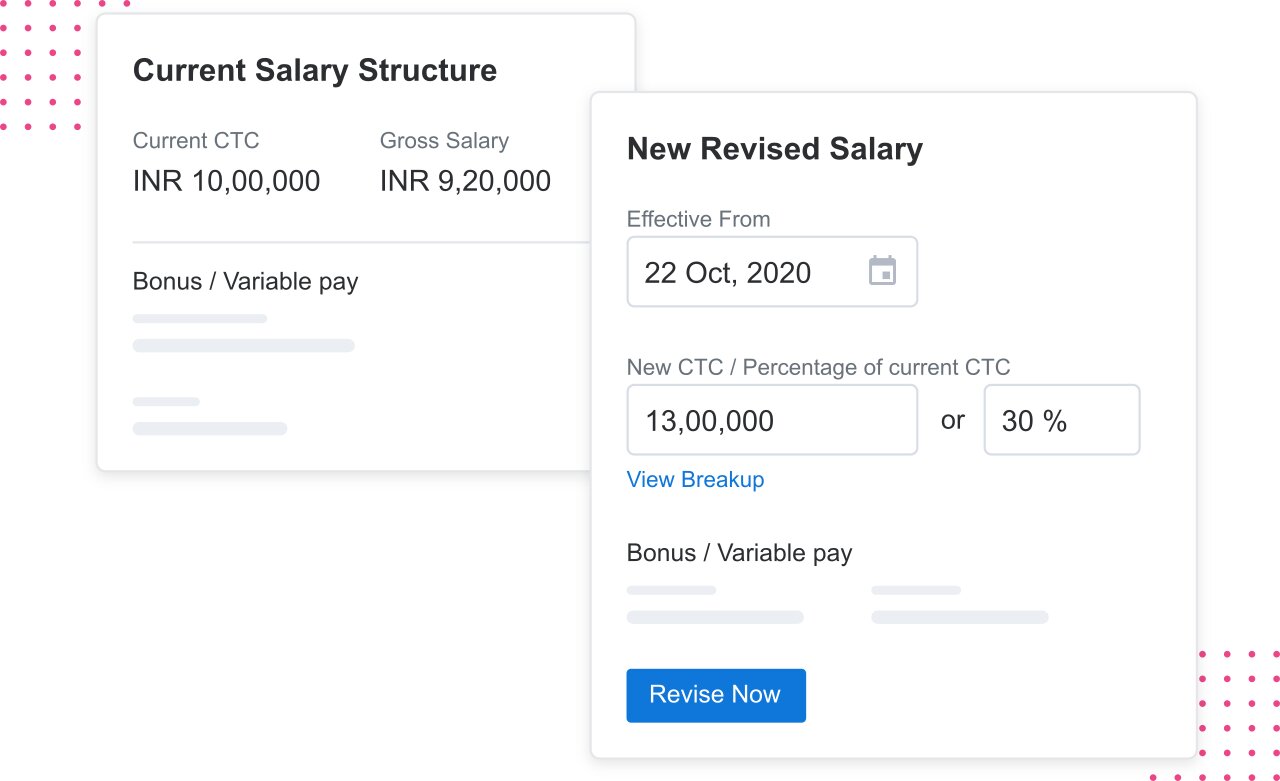 Current Salary Structure
Current CTC
Gross Salary
INR 10,00,000
INR 9,20,000
Bonus / Variable pay
New Revised Salary
Effective From
22 Oct, 2020
New CTC / Percentage of current CTC
13,00,000 or 30 %
View Breakup
Bonus / Variable pay
Revise Now